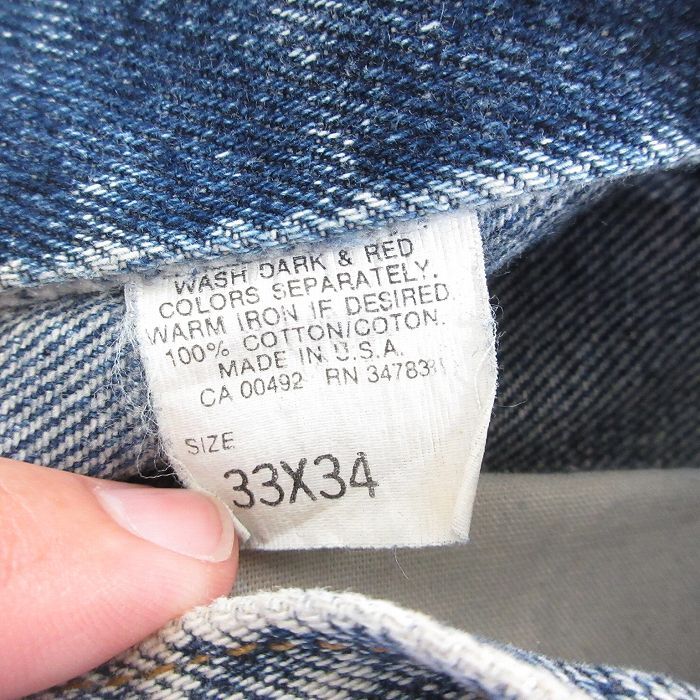 WASH DARK & RED
COLORS SEPARATELY.
WARM IRON IF DESIRED.
100% COTTON/COTON.
MADE IN U.S.A.
CA 00492 RN 34783
SIZE
33X34